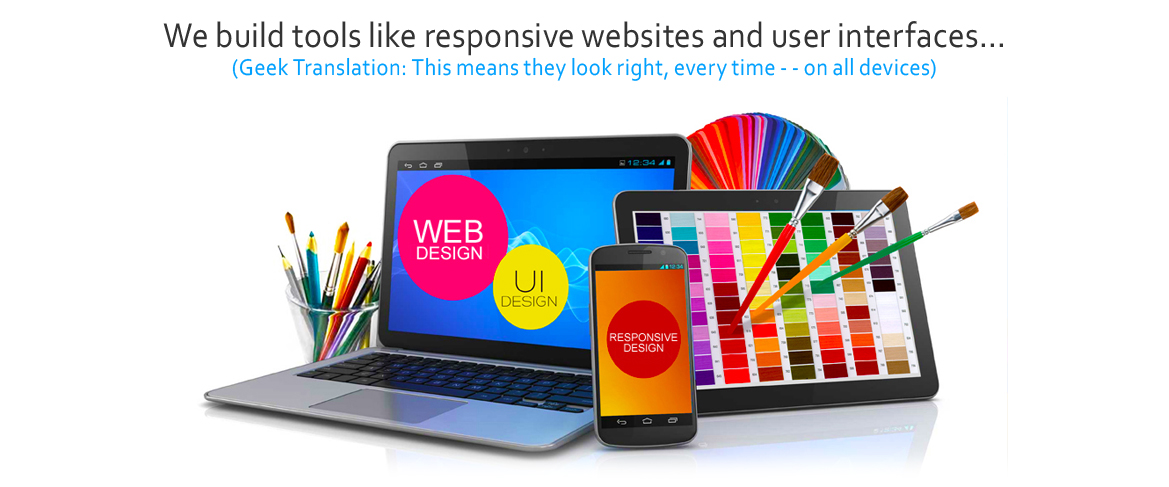 We build tools like responsive websites and user interfaces...
(Geek Translation: This means they look right, every time - - on all devices)
12:34
WEB
DESIGN
UI
DESIGN
12:34
RESPONSIVE
DESIGN